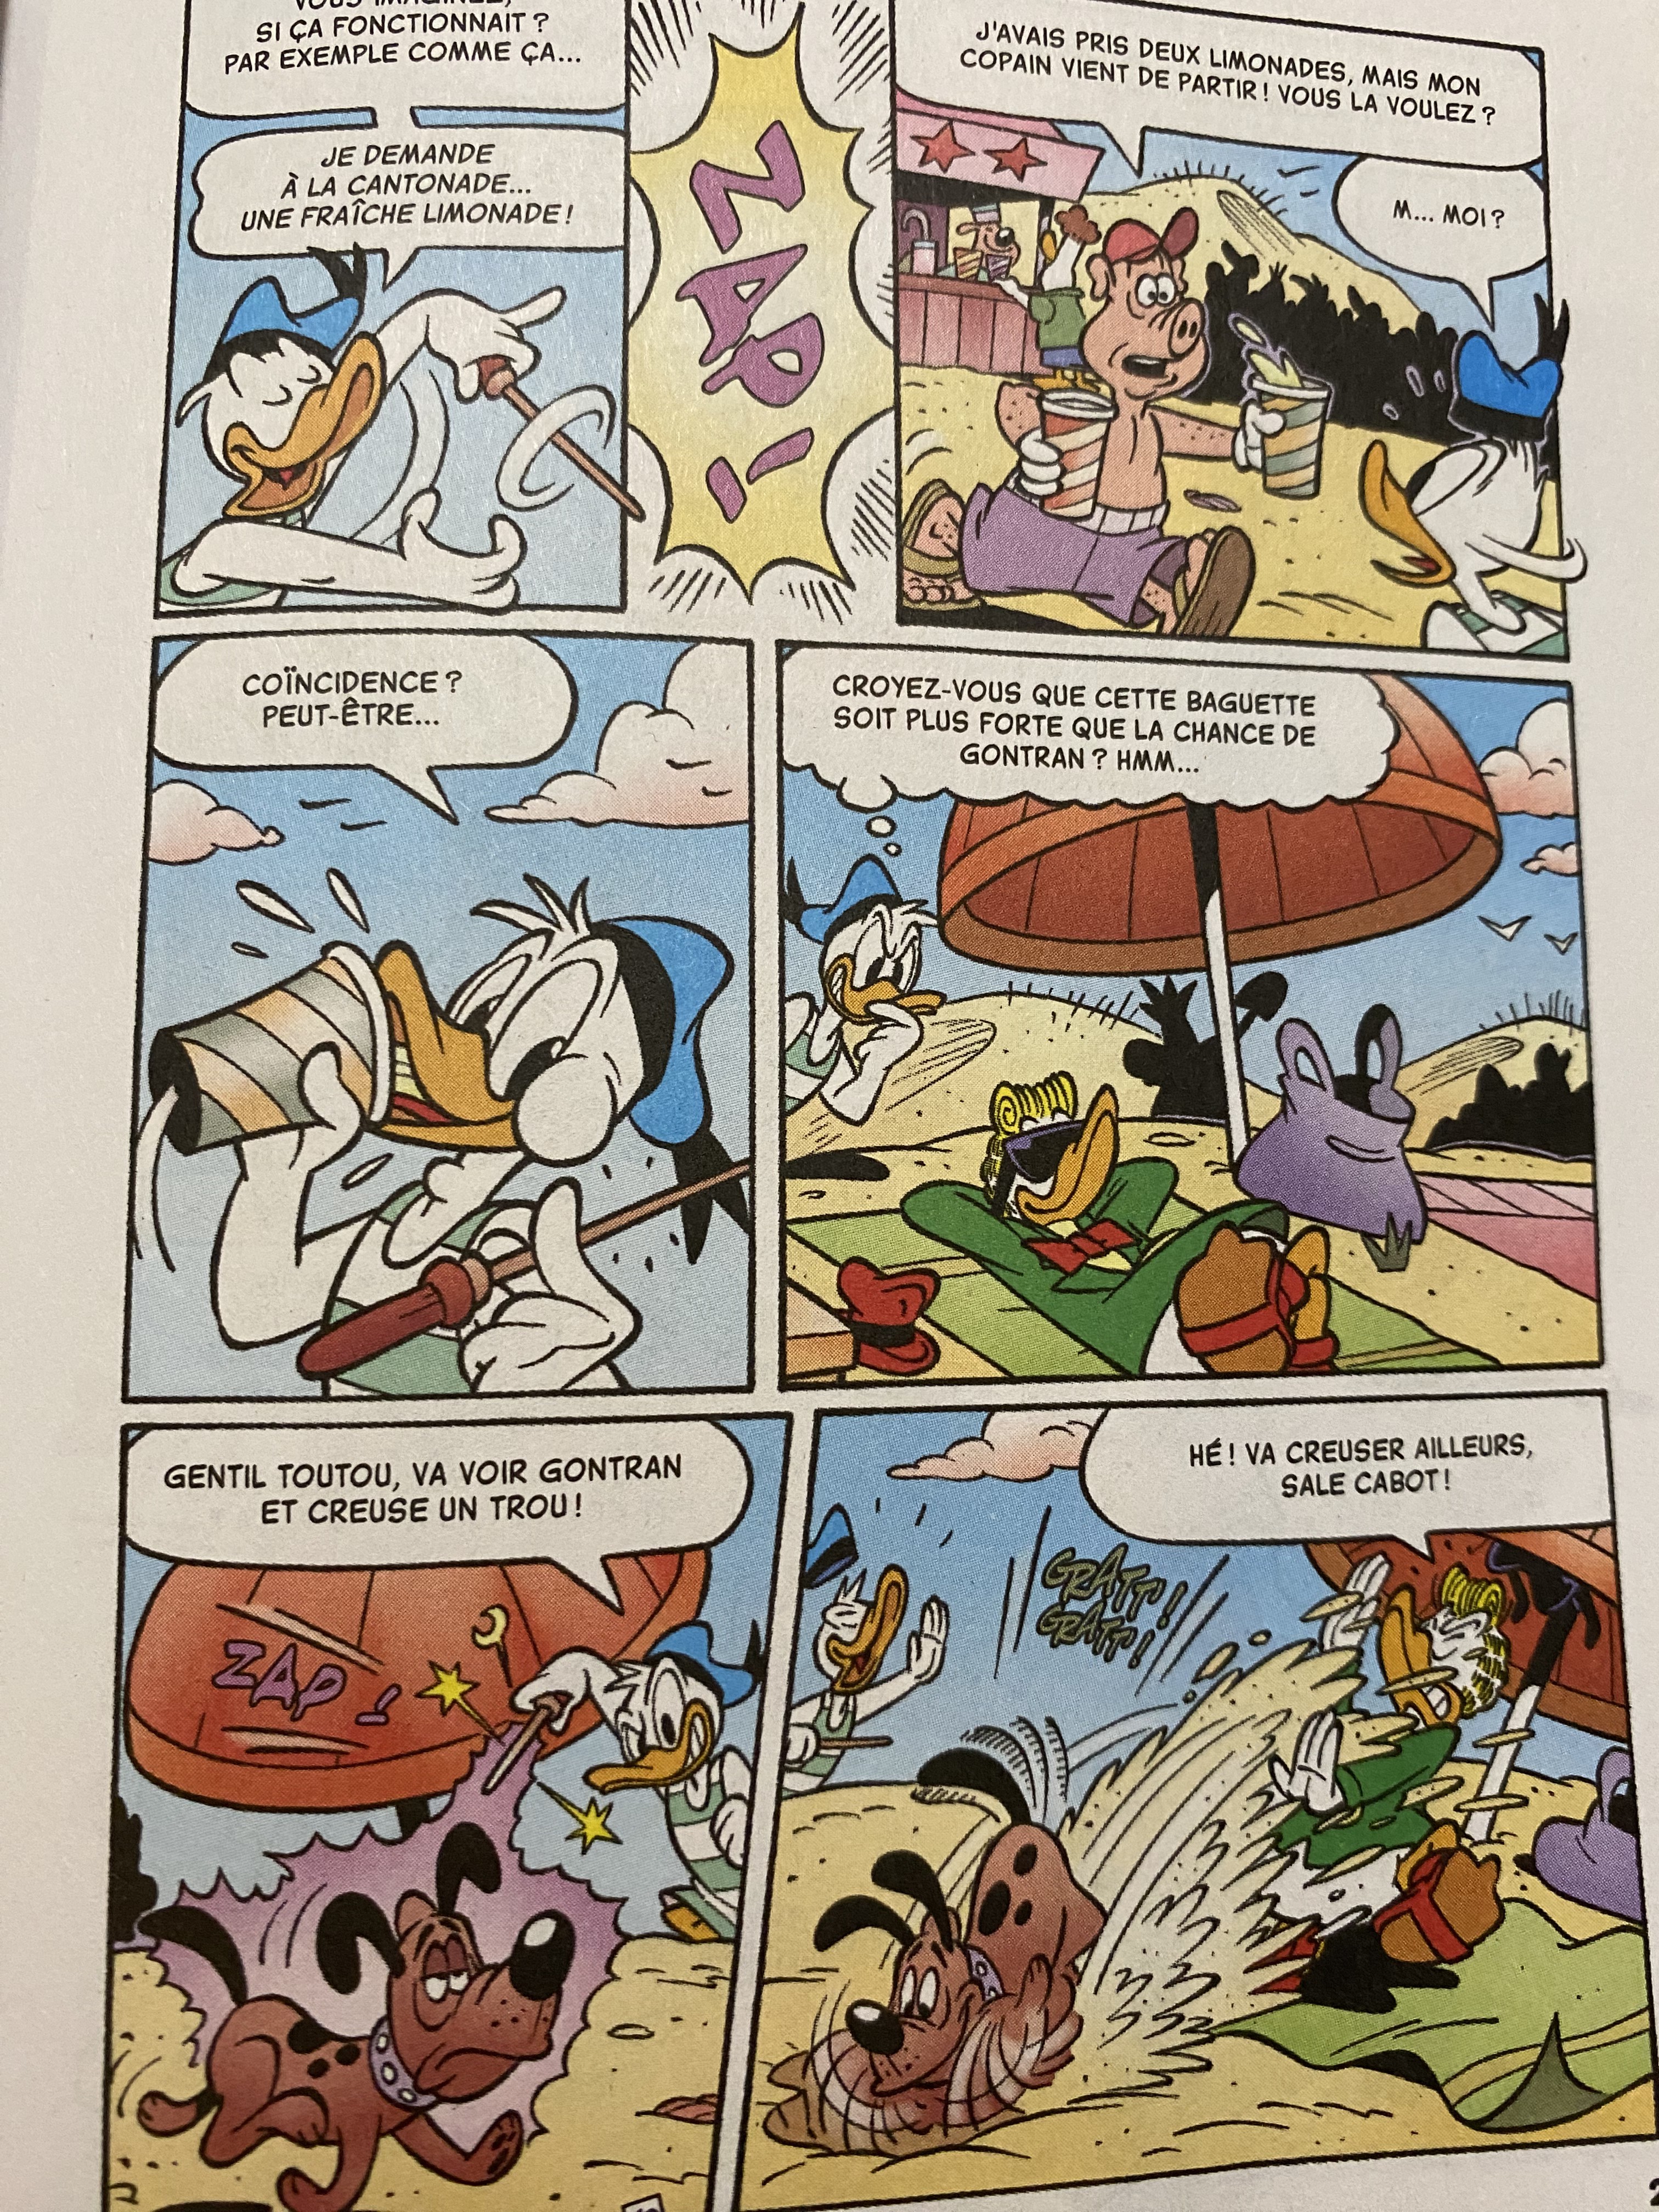 VOUS IMAGINEZ,
SI ÇA FONCTIONNAIT ?
PAR EXEMPLE COMME ÇA...
JE DEMANDE
À LA CANTONADE...
UNE FRAÎCHE LIMONADE !
ZAP !
J'AVAIS PRIS DEUX LIMONADES, MAIS MON
COPAIN VIENT DE PARTIR ! VOUS LA VOULEZ ?
M... MOI ?
COÏNCIDENCE ?
PEUT-ÊTRE...
CROYEZ-VOUS QUE CETTE BAGUETTE
SOIT PLUS FORTE QUE LA CHANCE DE
GONTRAN ? HMM...
GENTIL TOUTOU, VA VOIR GONTRAN
ET CREUSE UN TROU !
ZAP !
HÉ ! VA CREUSER AILLEURS,
SALE CABOT !
GRATT !
GRATT !